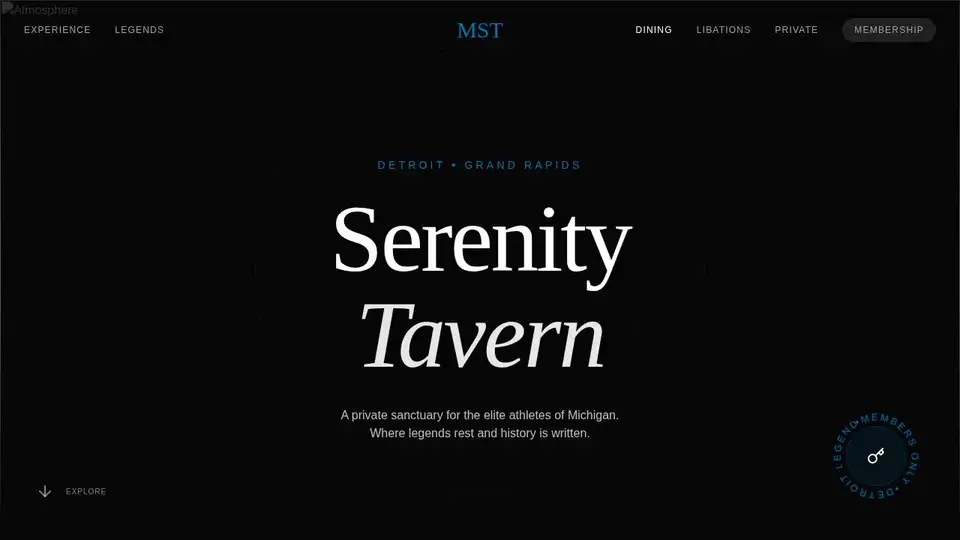 Atmosphere
EXPERIENCE LEGENDS MST DINING LIBATIONS PRIVATE MEMBERSHIP
DETROIT • GRAND RAPIDS
Serenity
Tavern
A private sanctuary for the elite athletes of Michigan.
Where legends rest and history is written.
EXPLORE
MEMBERS ONLY • DETROIT LEGEND